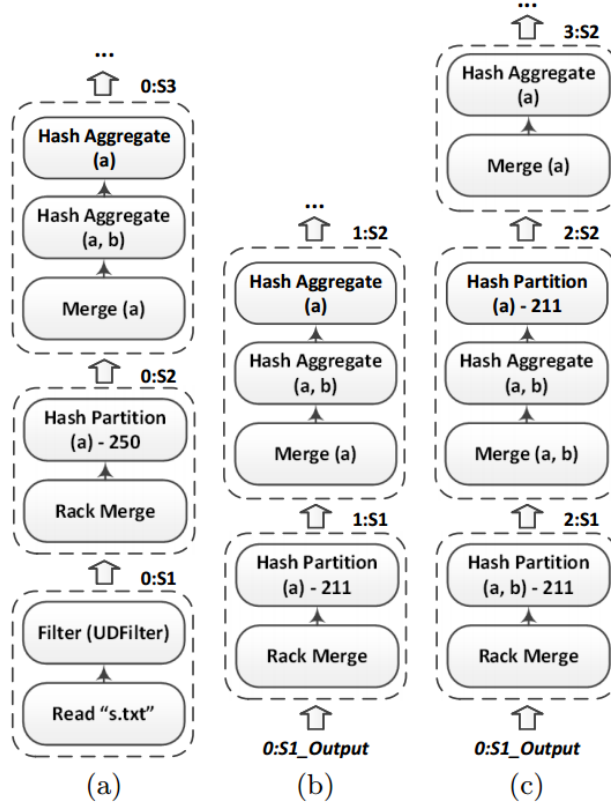 ...
0:S3
Hash Aggregate
(a)
Hash Aggregate
(a, b)
Merge (a)
0:S2
Hash Partition
(a) - 250
Rack Merge
0:S1
Filter (UDFilter)
Read “s.txt”
(a)
...
1:S2
Hash Aggregate
(a)
Hash Aggregate
(a, b)
Merge (a)
1:S1
Hash Partition
(a) - 211
Rack Merge
0:S1_Output
(b)
...
3:S2
Hash Aggregate
(a)
Merge (a)
2:S2
Hash Partition
(a) - 211
Hash Aggregate
(a, b)
Merge (a, b)
2:S1
Hash Partition
(a, b) - 211
Rack Merge
0:S1_Output
(c)